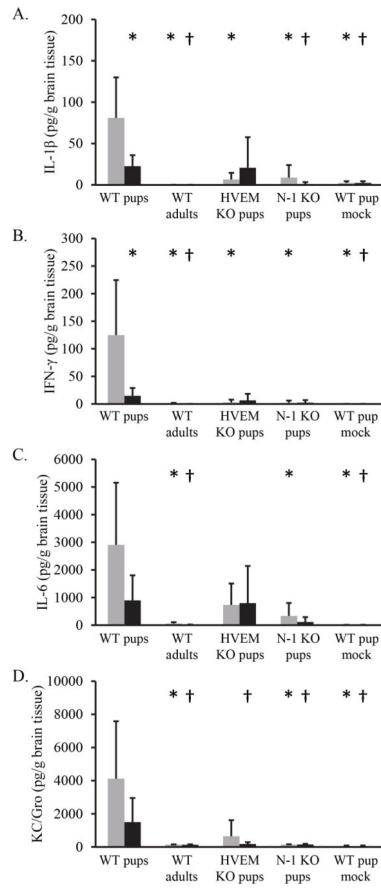 A.
* * † * * † * †
200
150
100
50
0
IL-1β (pg/g brain tissue)
WT pups WT HVEM N-1 KO WT pup
adults KO pups pups mock
B.
* * † * * * †
300
250
200
150
100
50
0
IFN-γ (pg/g brain tissue)
WT pups WT HVEM N-1 KO WT pup
adults KO pups pups mock
C.
* † * * †
6000
5000
4000
3000
2000
1000
0
IL-6 (pg/g brain tissue)
WT pups WT HVEM N-1 KO WT pup
adults KO pups pups mock
D.
* † † * † * †
10000
8000
6000
4000
2000
0
KC/Gro (pg/g brain tissue)
WT pups WT HVEM N-1 KO WT pup
adults KO pups pups mock